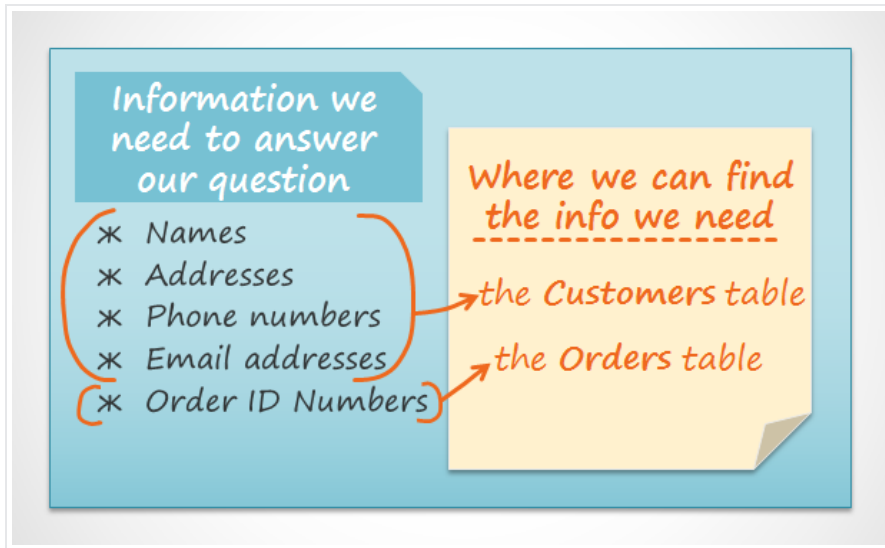 Information we
need to answer
our question
Names
Addresses
Phone numbers
Email addresses
Order ID Numbers
Where we can find
the info we need
the Customers table
the Orders table